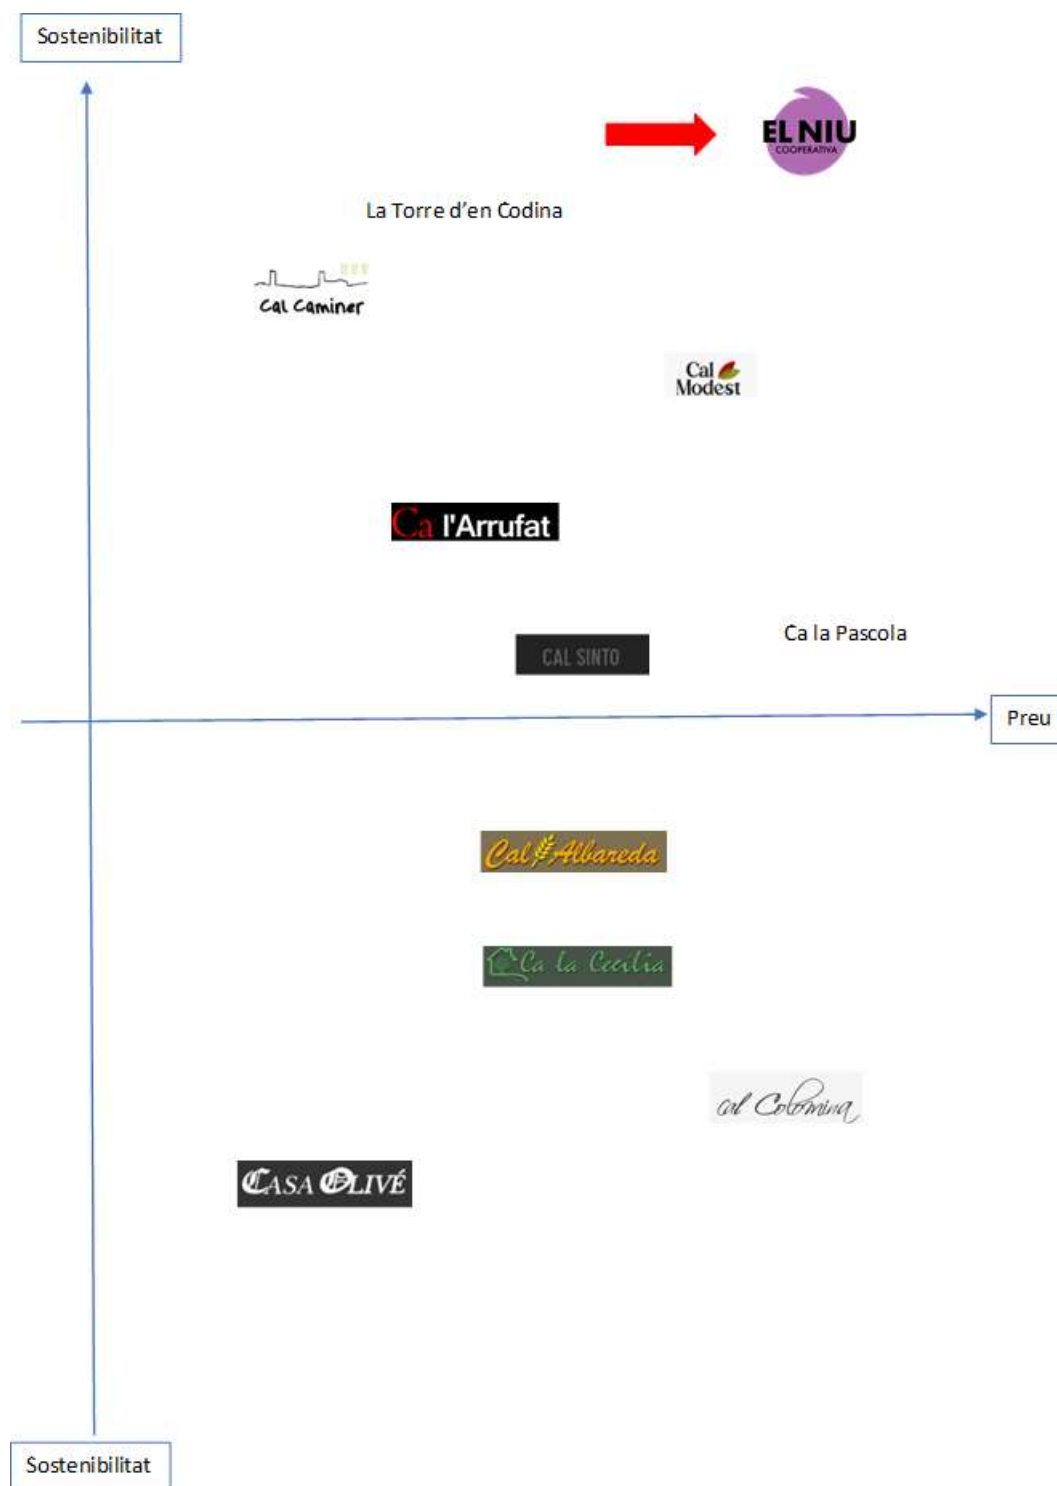 Sostenibilitat
EL NIU
COOPERATIVA
La Torre d’en Codina
Cal Caminer
Cal
Modest
Ca l'Arrufat
Ca la Pascola
CAL SINTO
Preu
Cal Albareda
Ca la Cecilia
cal Colomina
CASA OLIVÉ
Sostenibilitat